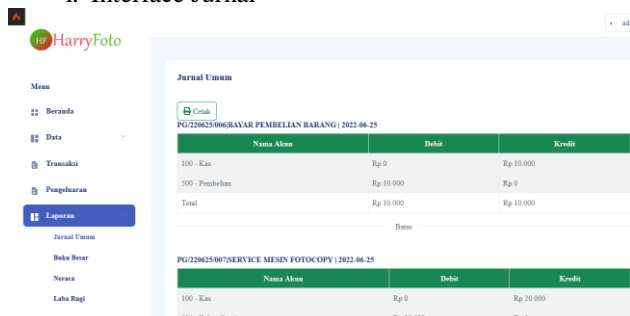 4. Interface Jurnal
HF HarryFoto
Menu
Beranda
Data
Transaksi
Pengeluaran
Laporan
Jurnal Umum
Buku Besar
Neraca
Laba Rugi
Jurnal Umum
Cetak
PG/220625/006|BAYAR PEMBELIAN BARANG | 2022-06-25
Nama Akun Debit Kredit
100 - Kas Rp 0 Rp 10.000
500 - Pembelian Rp 10.000 Rp 0
Total Rp 10.000 Rp 10.000
Batas
PG/220625/007|SERVICE MESIN FOTOCOPY | 2022-06-25
Nama Akun Debit Kredit
100 - Kas Rp 0 Rp 20.000